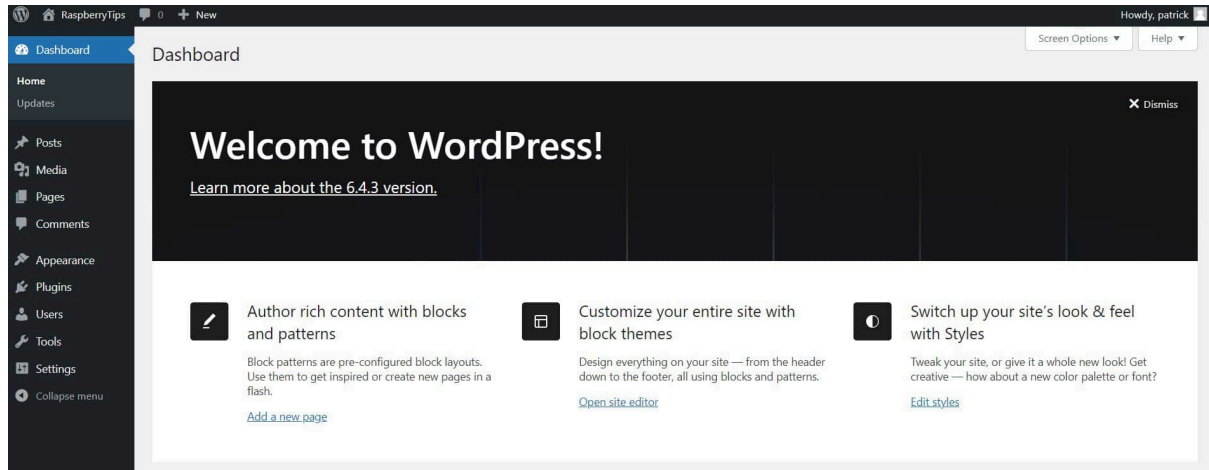 RaspberryTips 0 + New Howdy, patrick
Screen Options ▼ Help ▼
Dashboard
Home
Updates
Posts
Media
Pages
Comments
Appearance
Plugins
Users
Tools
Settings
Collapse menu
Dashboard
Dismiss
Welcome to WordPress!
Learn more about the 6.4.3 version.
Author rich content with blocks
and patterns
Block patterns are pre-configured block layouts.
Use them to get inspired or create new pages in a
flash.
Add a new page
Customize your entire site with
block themes
Design everything on your site — from the header
down to the footer, all using blocks and patterns.
Open site editor
Switch up your site’s look & feel
with Styles
Tweak your site, or give it a whole new look! Get
creative — how about a new color palette or font?
Edit styles